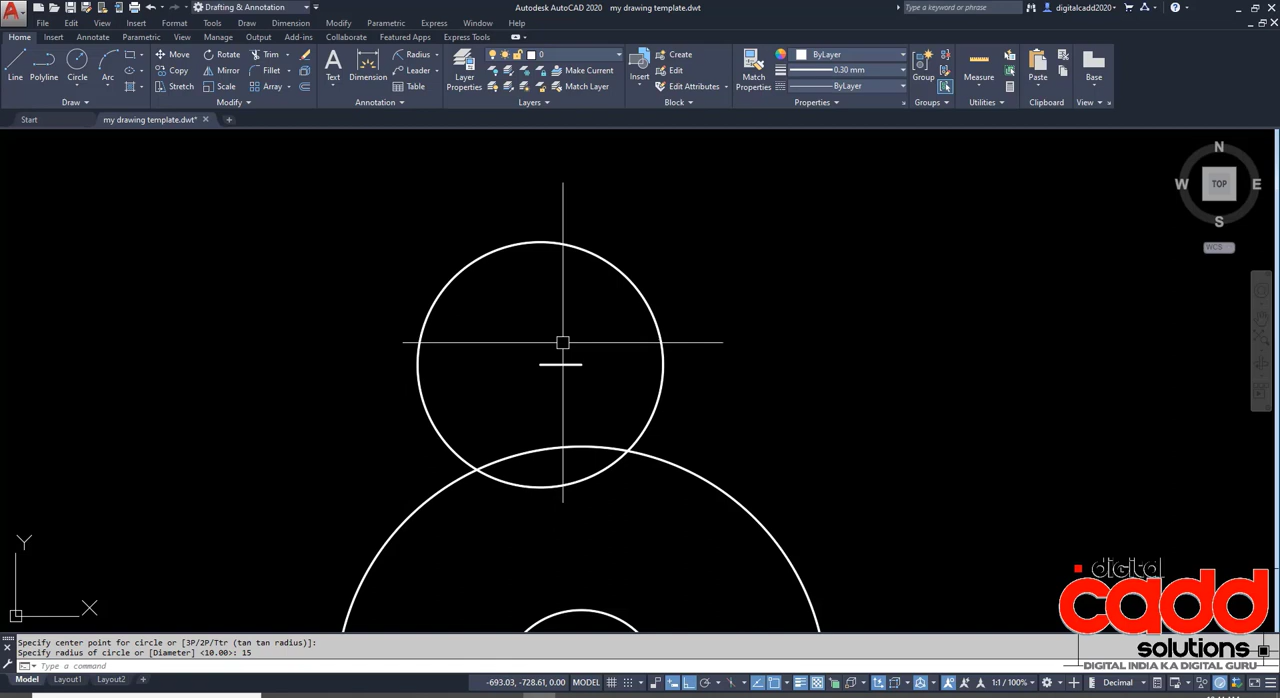 Drafting & Annotation
Autodesk AutoCAD 2020 my drawing template.dwt
Type a keyword or phrase
digitalcadd2020
File Edit View Insert Format Tools Draw Dimension Modify Parametric Express Window Help
Home Insert Annotate Parametric View Manage Output Add-ins Collaborate Featured Apps Express Tools
Line Polyline Circle Arc
Move Rotate Trim
Copy Mirror Fillet
Stretch Scale Array
Text Dimension
Radius
Leader
Table
Layer Properties
0
Make Current
Match Layer
Insert
Create
Edit
Edit Attributes
Match Properties
ByLayer
0.30 mm
ByLayer
Group
Measure
Paste
Base
Draw Modify Annotation Layers Block Properties Groups Utilities Clipboard View
Start my drawing template.dwt*
N
W TOP E
S
WCS
Y
X
digital
cadd
solutions
DIGITAL INDIA KA DIGITAL GURU
Specify center point for circle or [3P/2P/Ttr (tan tan radius)]:
Specify radius of circle or [Diameter] <10.00>: 15
Type a command
Model Layout1 Layout2
-693.03, -728.61, 0.00 MODEL
1:1 / 100%
Decimal